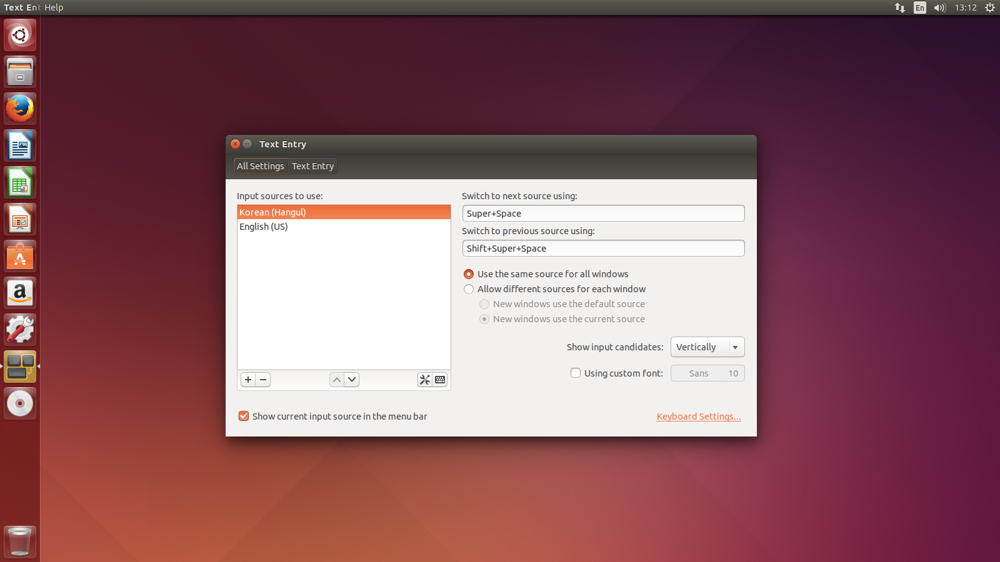 Text Ent Help
En
13:12
Text Entry
All Settings Text Entry
Input sources to use:
Korean (Hangul)
English (US)
Switch to next source using:
Super+Space
Switch to previous source using:
Shift+Super+Space
Use the same source for all windows
Allow different sources for each window
New windows use the default source
New windows use the current source
Show input candidates: Vertically
Using custom font: Sans 10
Show current input source in the menu bar
Keyboard Settings...